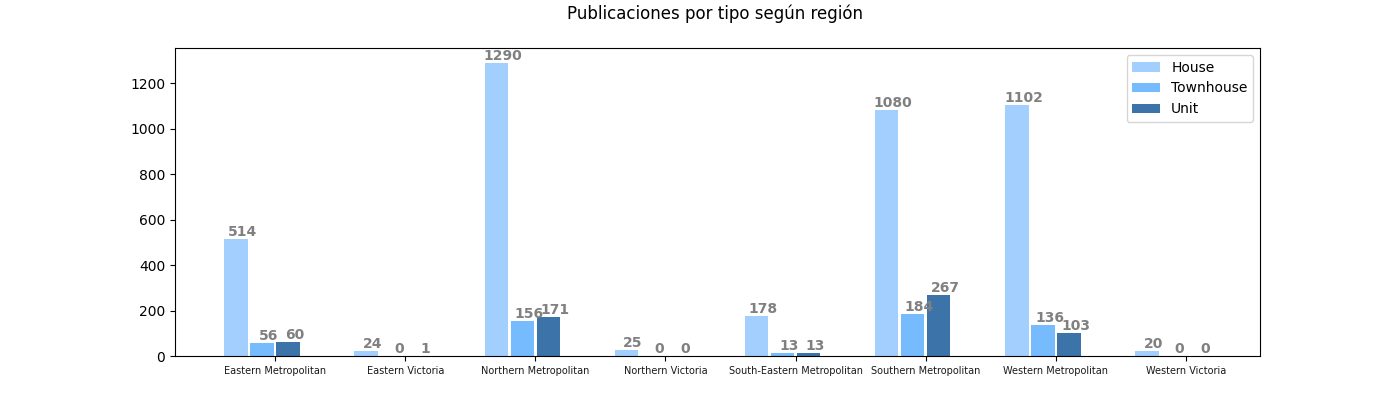 Publicaciones por tipo según región
1200
1000
800
600
400
200
0
House
Townhouse
Unit
514
56
60
24
0
1
1290
156
171
25
0
0
178
13
13
1080
184
267
1102
136
103
20
0
0
Eastern Metropolitan
Eastern Victoria
Northern Metropolitan
Northern Victoria
South-Eastern Metropolitan
Southern Metropolitan
Western Metropolitan
Western Victoria